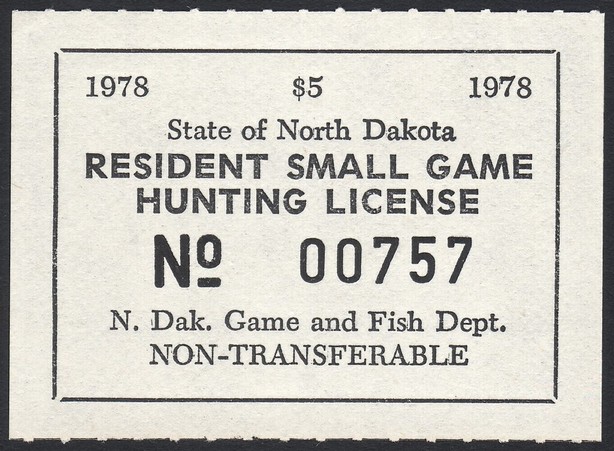 1978 $5 1978
State of North Dakota
RESIDENT SMALL GAME
HUNTING LICENSE
Nº 00757
N. Dak. Game and Fish Dept.
NON-TRANSFERABLE